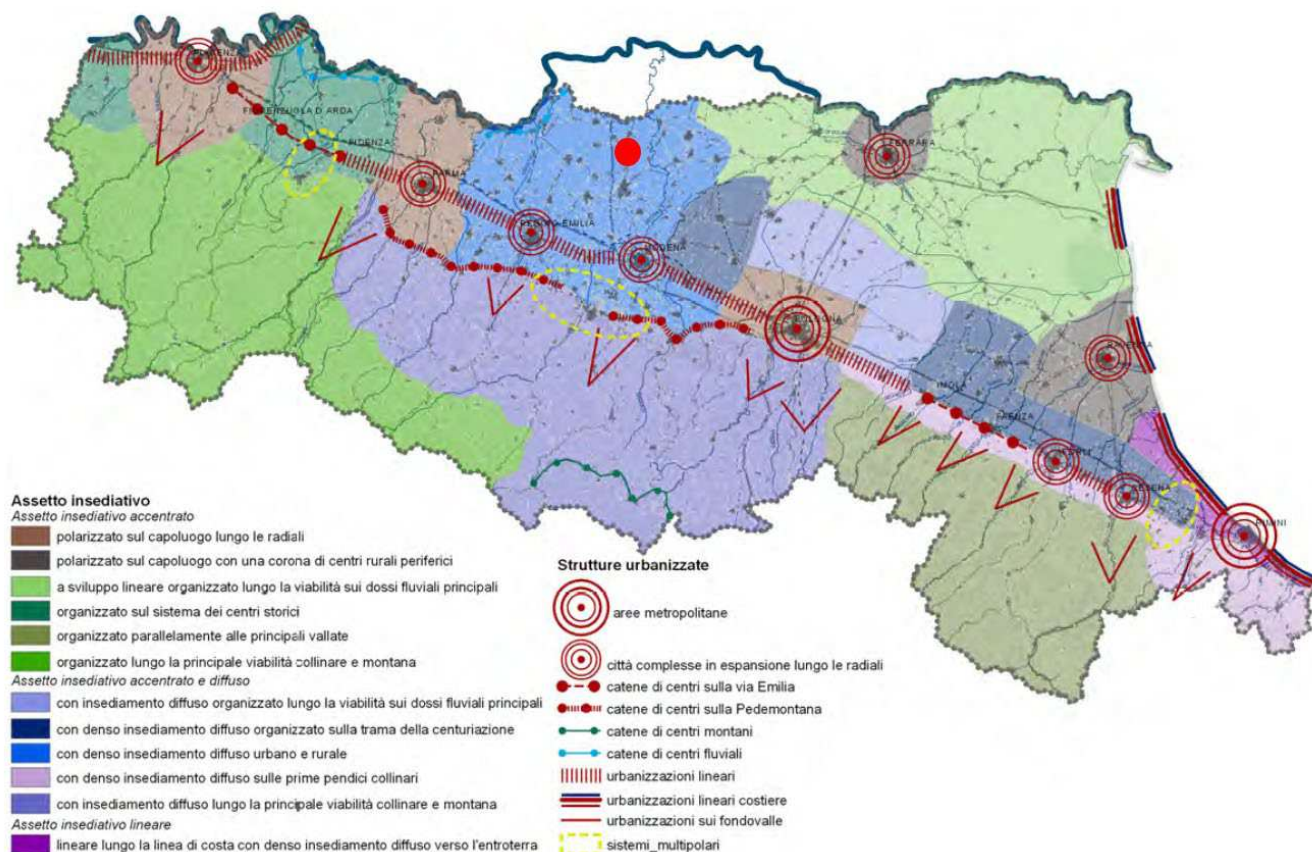 PIACENZA
FIORENZUOLA D'ARDA
FIDENZA
PARMA
REGGIO EMILIA
MODENA
FERRARA
BOLOGNA
RAVENNA
IMOLA
FAENZA
FORLI
CESENA
RIMINI
Assetto insediativo
Assetto insediativo accentrato
polarizzato sul capoluogo lungo le radiali
polarizzato sul capoluogo con una corona di centri rurali periferici
a sviluppo lineare organizzato lungo la viabilità sui dossi fluviali principali
organizzato sul sistema dei centri storici
organizzato parallelamente alle principali vallate
organizzato lungo la principale viabilità collinare e montana
Assetto insediativo accentrato e diffuso
con insediamento diffuso organizzato lungo la viabilità sui dossi fluviali principali
con denso insediamento diffuso organizzato sulla trama della centuriazione
con denso insediamento diffuso urbano e rurale
con denso insediamento diffuso sulle prime pendici collinari
con insediamento diffuso lungo la principale viabilità collinare e montana
Assetto insediativo lineare
lineare lungo la linea di costa con denso insediamento diffuso verso l'entroterra
Strutture urbanizzate
aree metropolitane
città complesse in espansione lungo le radiali
catene di centri sulla via Emilia
catene di centri sulla Pedemontana
catene di centri montani
catene di centri fluviali
urbanizzazioni lineari
urbanizzazioni lineari costiere
urbanizzazioni sui fondovalle
sistemi_multipolari